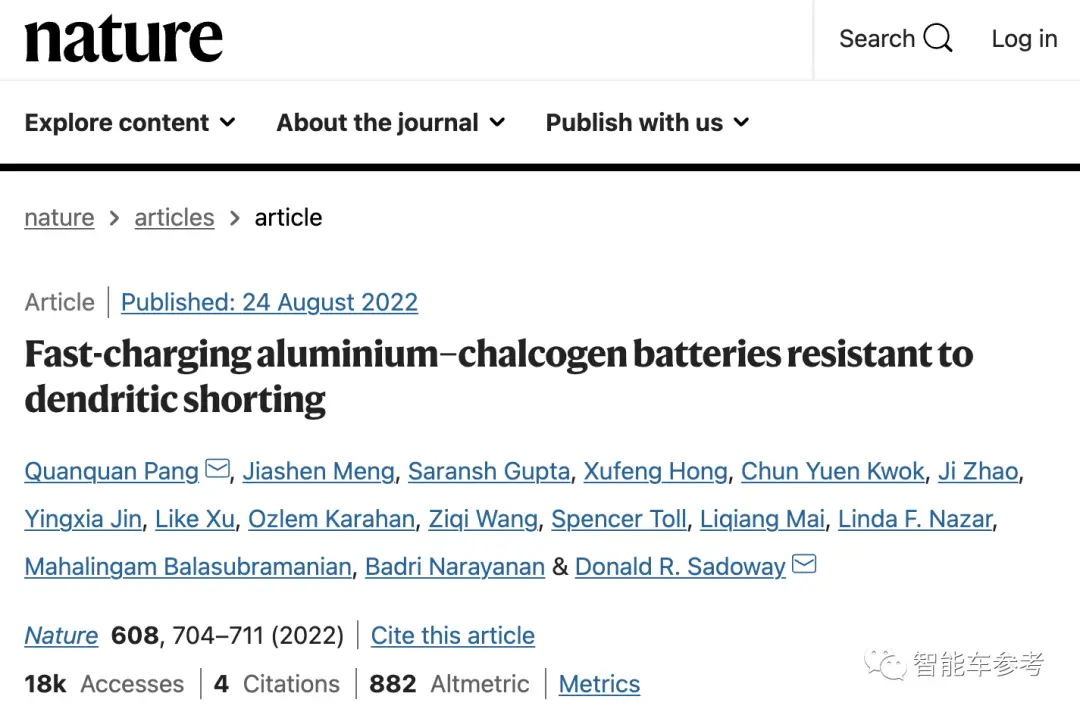 nature
Search Log in
Explore content About the journal Publish with us
nature > articles > article
Article | Published: 24 August 2022
Fast-charging aluminium–chalcogen batteries resistant to
dendritic shorting
Quanquan Pang, Jiashen Meng, Saransh Gupta, Xufeng Hong, Chun Yuen Kwok, Ji Zhao,
Yingxia Jin, Like Xu, Ozlem Karahan, Ziqi Wang, Spencer Toll, Liqiang Mai, Linda F. Nazar,
Mahalingam Balasubramanian, Badri Narayanan & Donald R. Sadoway
Nature 608, 704–711 (2022) | Cite this article
智能车参考
18k Accesses | 4 Citations | 882 Altmetric | Metrics